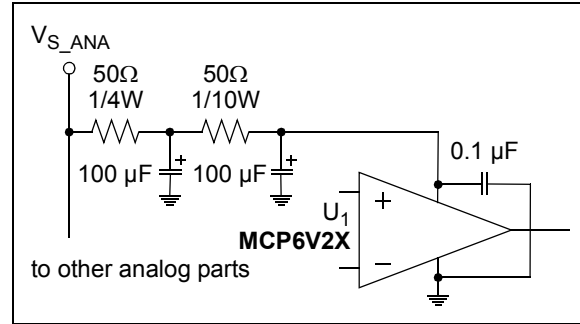 V_S_ANA
50Ω 50Ω
1/4W 1/10W
100 µF 100 µF
0.1 µF
+
U1
MCP6V2X
−
to other analog parts